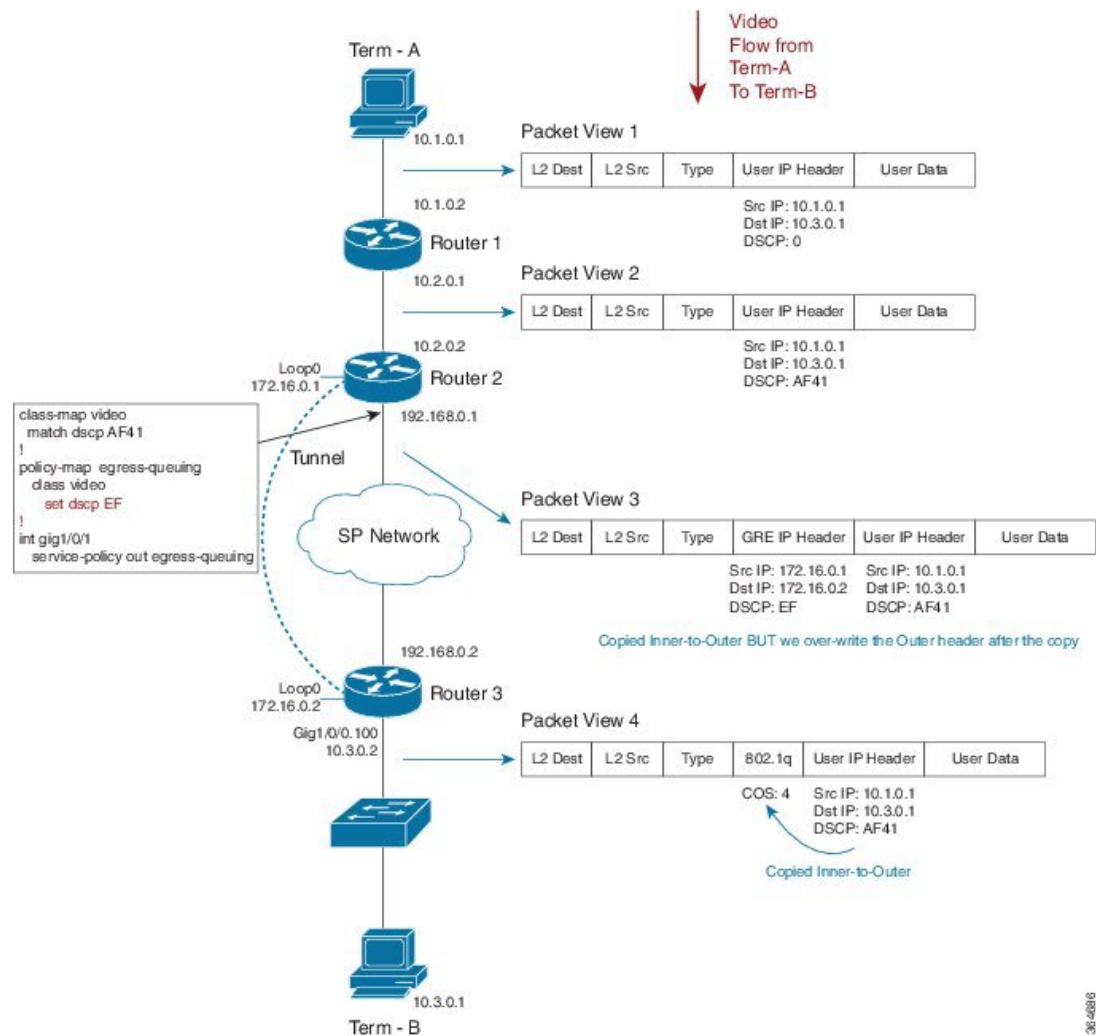 Video
Flow from
Term-A
To Term-B
Term - A
10.1.0.1
Packet View 1
L2 Dest L2 Src Type User IP Header User Data
Src IP: 10.1.0.1
Dst IP: 10.3.0.1
DSCP: 0
10.1.0.2
Router 1
10.2.0.1
Packet View 2
L2 Dest L2 Src Type User IP Header User Data
Src IP: 10.1.0.1
Dst IP: 10.3.0.1
DSCP: AF41
10.2.0.2
Loop0
172.16.0.1
Router 2
192.168.0.1
class-map video
match dscp AF41
!
policy-map egress-queuing
class video
set dscp EF
!
int gig1/0/1
service-policy out egress-queuing
Tunnel
SP Network
Packet View 3
L2 Dest L2 Src Type GRE IP Header User IP Header User Data
Src IP: 172.16.0.1
Dst IP: 172.16.0.2
DSCP: EF
Src IP: 10.1.0.1
Dst IP: 10.3.0.1
DSCP: AF41
Copied Inner-to-Outer BUT we over-write the Outer header after the copy
192.168.0.2
Loop0
172.16.0.2
Router 3
Gig1/0/0.100
10.3.0.2
Packet View 4
L2 Dest L2 Src Type 802.1q User IP Header User Data
COS: 4
Src IP: 10.1.0.1
Dst IP: 10.3.0.1
DSCP: AF41
Copied Inner-to-Outer
10.3.0.1
Term - B
364686